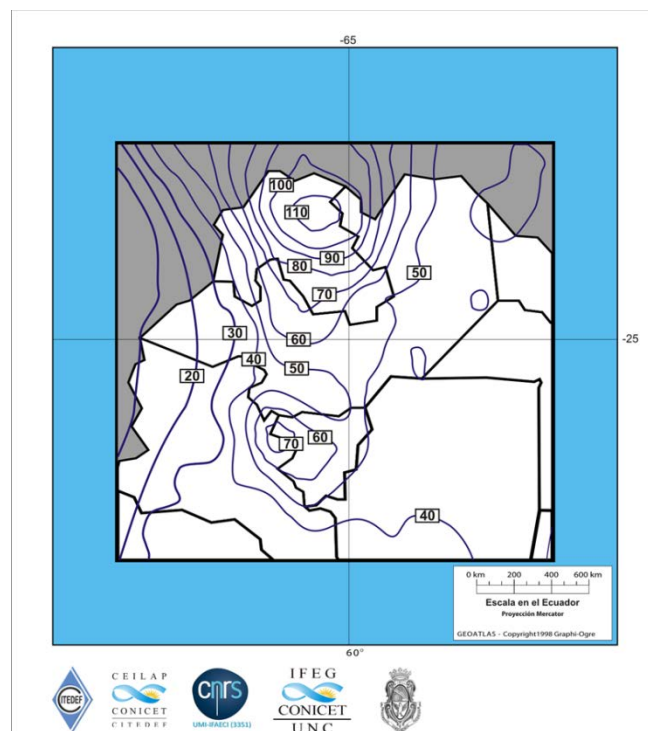 -65
100
110
90
80
50
70
60
-25
30
40
50
20
60
70
40
0 km 200 400 600 km
Escala en el Ecuador
Proyección Mercator
GEOATLAS - Copyright1998 Graphi-Ogre
60°
CITEDEF
CEILAP
CONICET
CITEDEF
cnrs
UMI-IFAECI (3351)
IFEG
CONICET
UNC